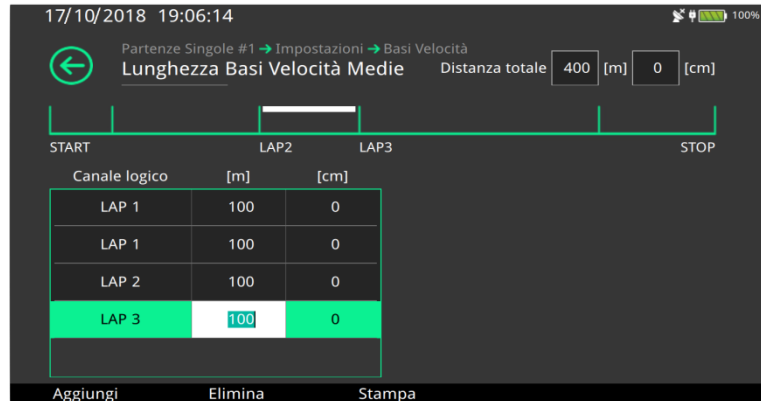 17/10/2018 19:06:14 100%
Partenze Singole #1 → Impostazioni → Basi Velocità
Lunghezza Basi Velocità Medie Distanza totale 400 [m] 0 [cm]
START LAP2 LAP3 STOP
Canale logico [m] [cm]
LAP 1 100 0
LAP 1 100 0
LAP 2 100 0
LAP 3 100 0
Aggiungi Elimina Stampa